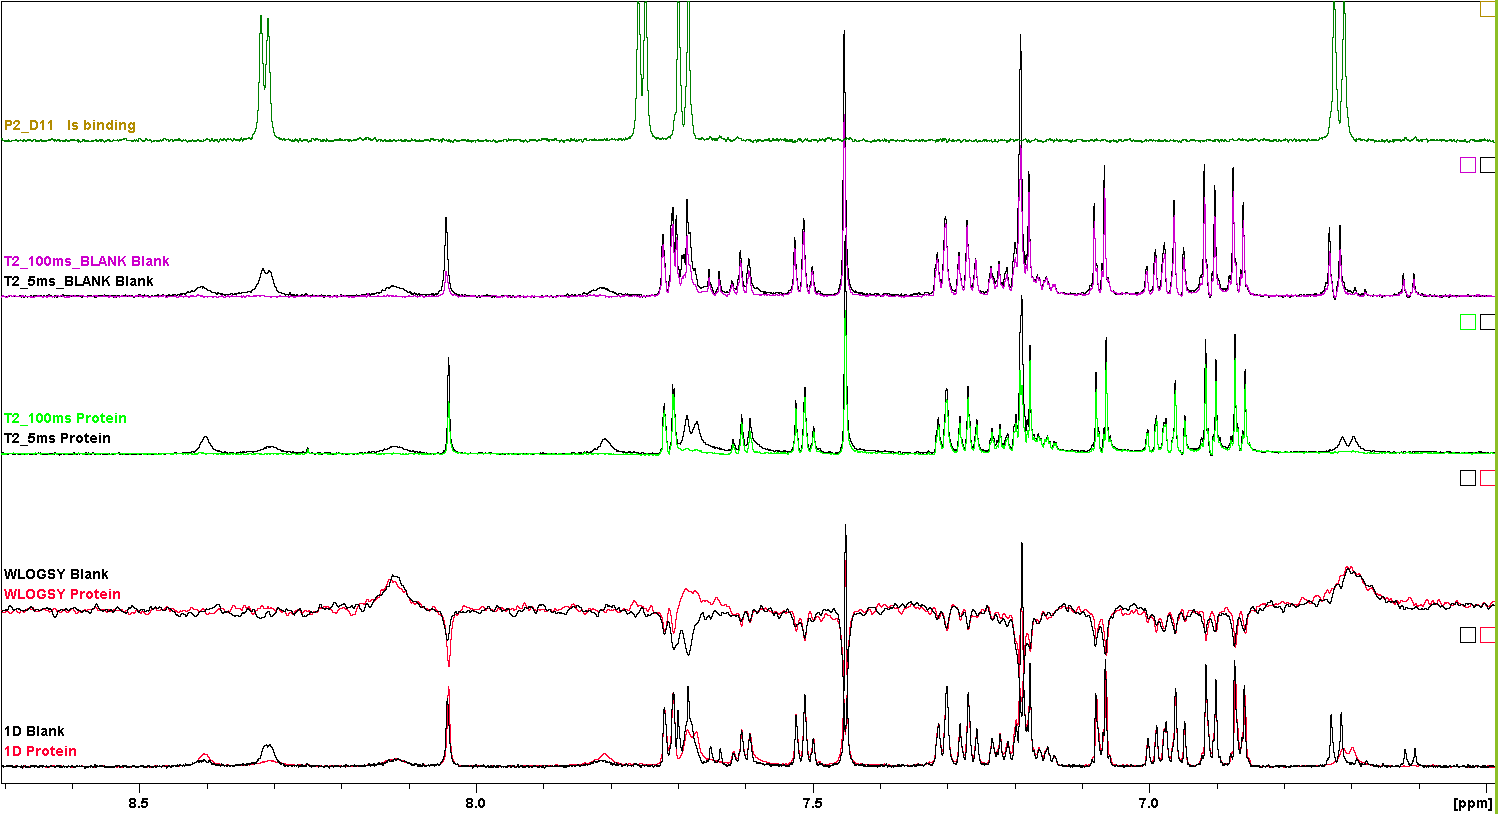 P2_D11 Is binding
T2_100ms_BLANK Blank
T2_5ms_BLANK Blank
T2_100ms Protein
T2_5ms Protein
WLOGSY Blank
WLOGSY Protein
1D Blank
1D Protein
8.5 8.0 7.5 7.0 [ppm]